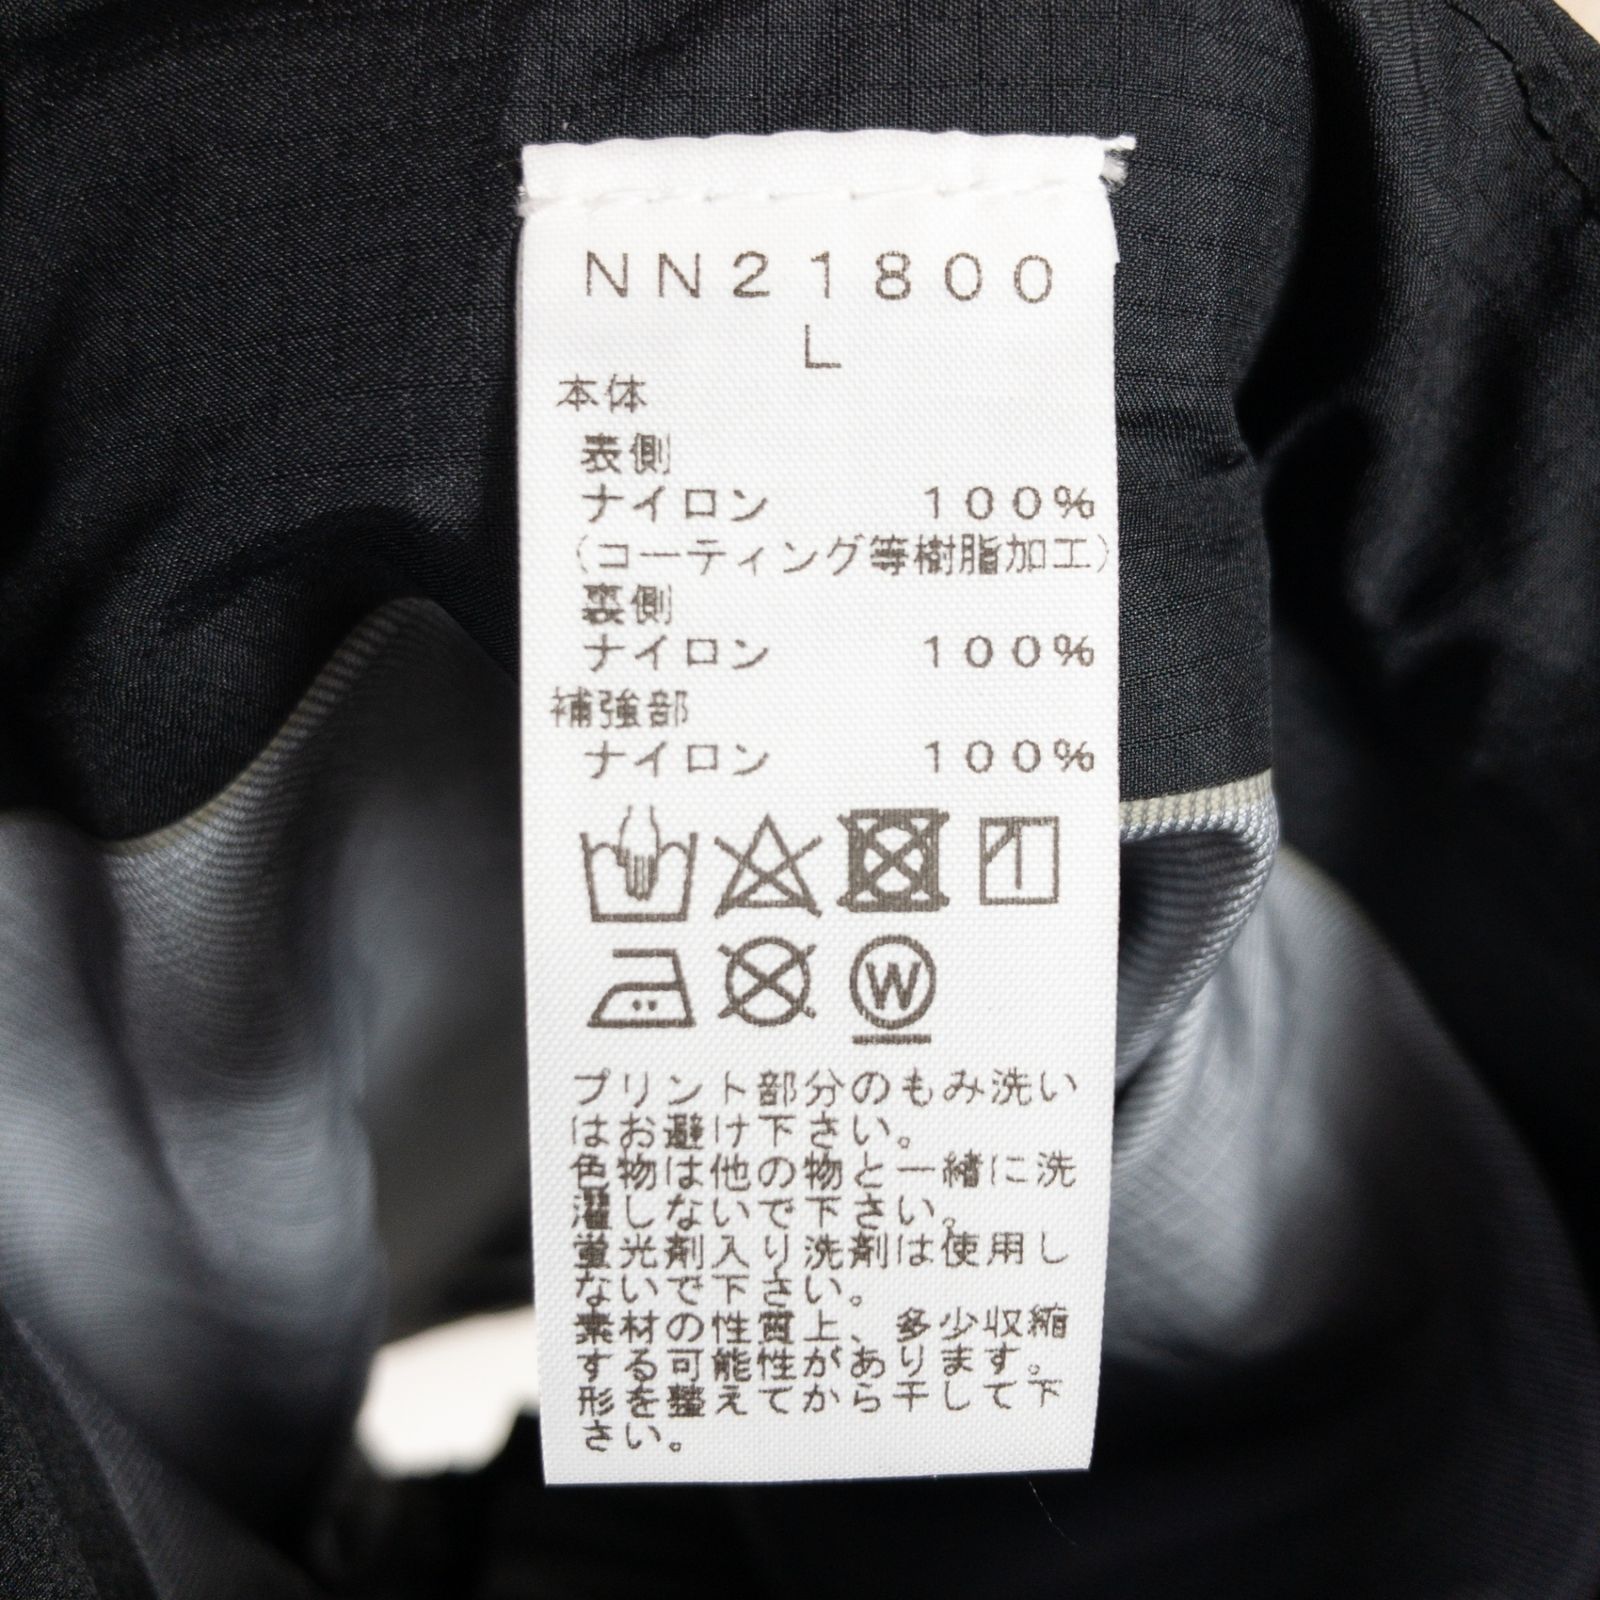 NN21800
L
本体
表側
ナイロン 100%
(コーティング等樹脂加工)
裏側
ナイロン 100%
補強部
ナイロン 100%
W
プリント部分のもみ洗い
はお避け下さい。
色物は他の物と一緒に洗
濯しないで下さい。
蛍光剤入り洗剤は使用し
ないで下さい。
素材の性質上、多少収縮
する可能性があります。
形を整えてから干して下
さい。